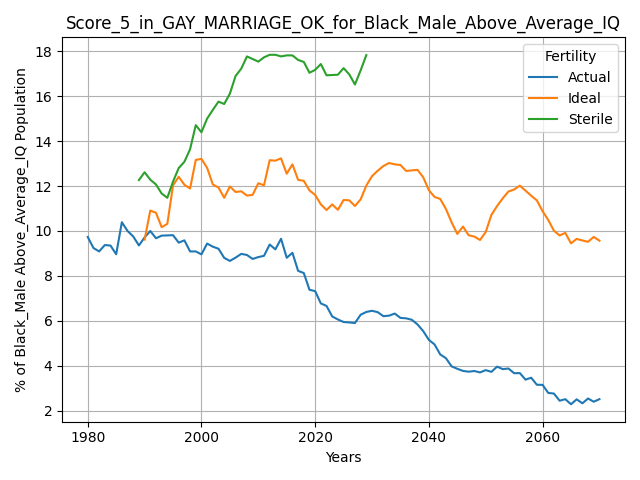 Score_5_in_GAY_MARRIAGE_OK_for_Black_Male_Above_Average_IQ
% of Black_Male Above_Average_IQ Population
18
16
14
12
10
8
6
4
2
Fertility
Actual
Ideal
Sterile
1980
2000
2020
2040
2060
Years